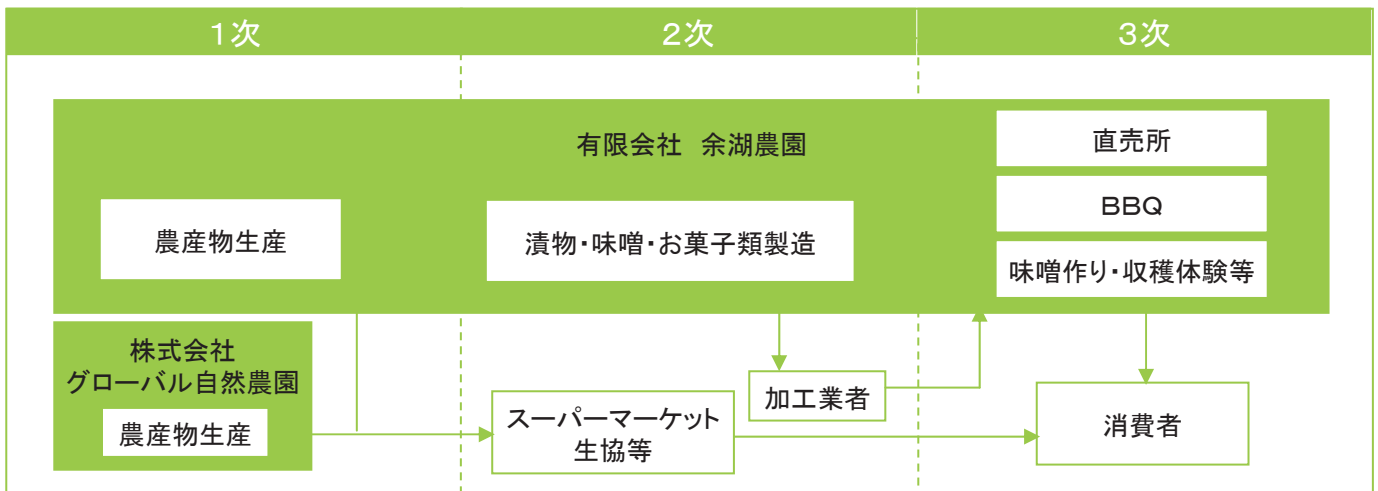 1次
2次
3次
有限会社 余湖農園
農産物生産
漬物・味噌・お菓子類製造
直売所
BBQ
味噌作り・収穫体験等
株式会社
グローバル自然農園
農産物生産
スーパーマーケット
生協等
加工業者
消費者